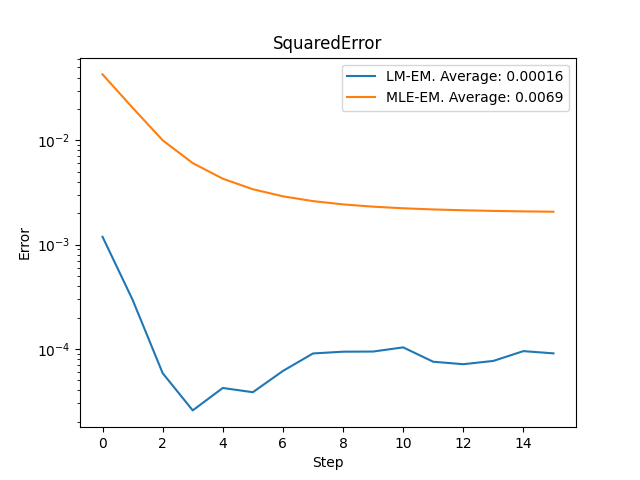 SquaredError
LM-EM. Average: 0.00016
MLE-EM. Average: 0.0069
Error
10⁻²
10⁻³
10⁻⁴
0 2 4 6 8 10 12 14
Step